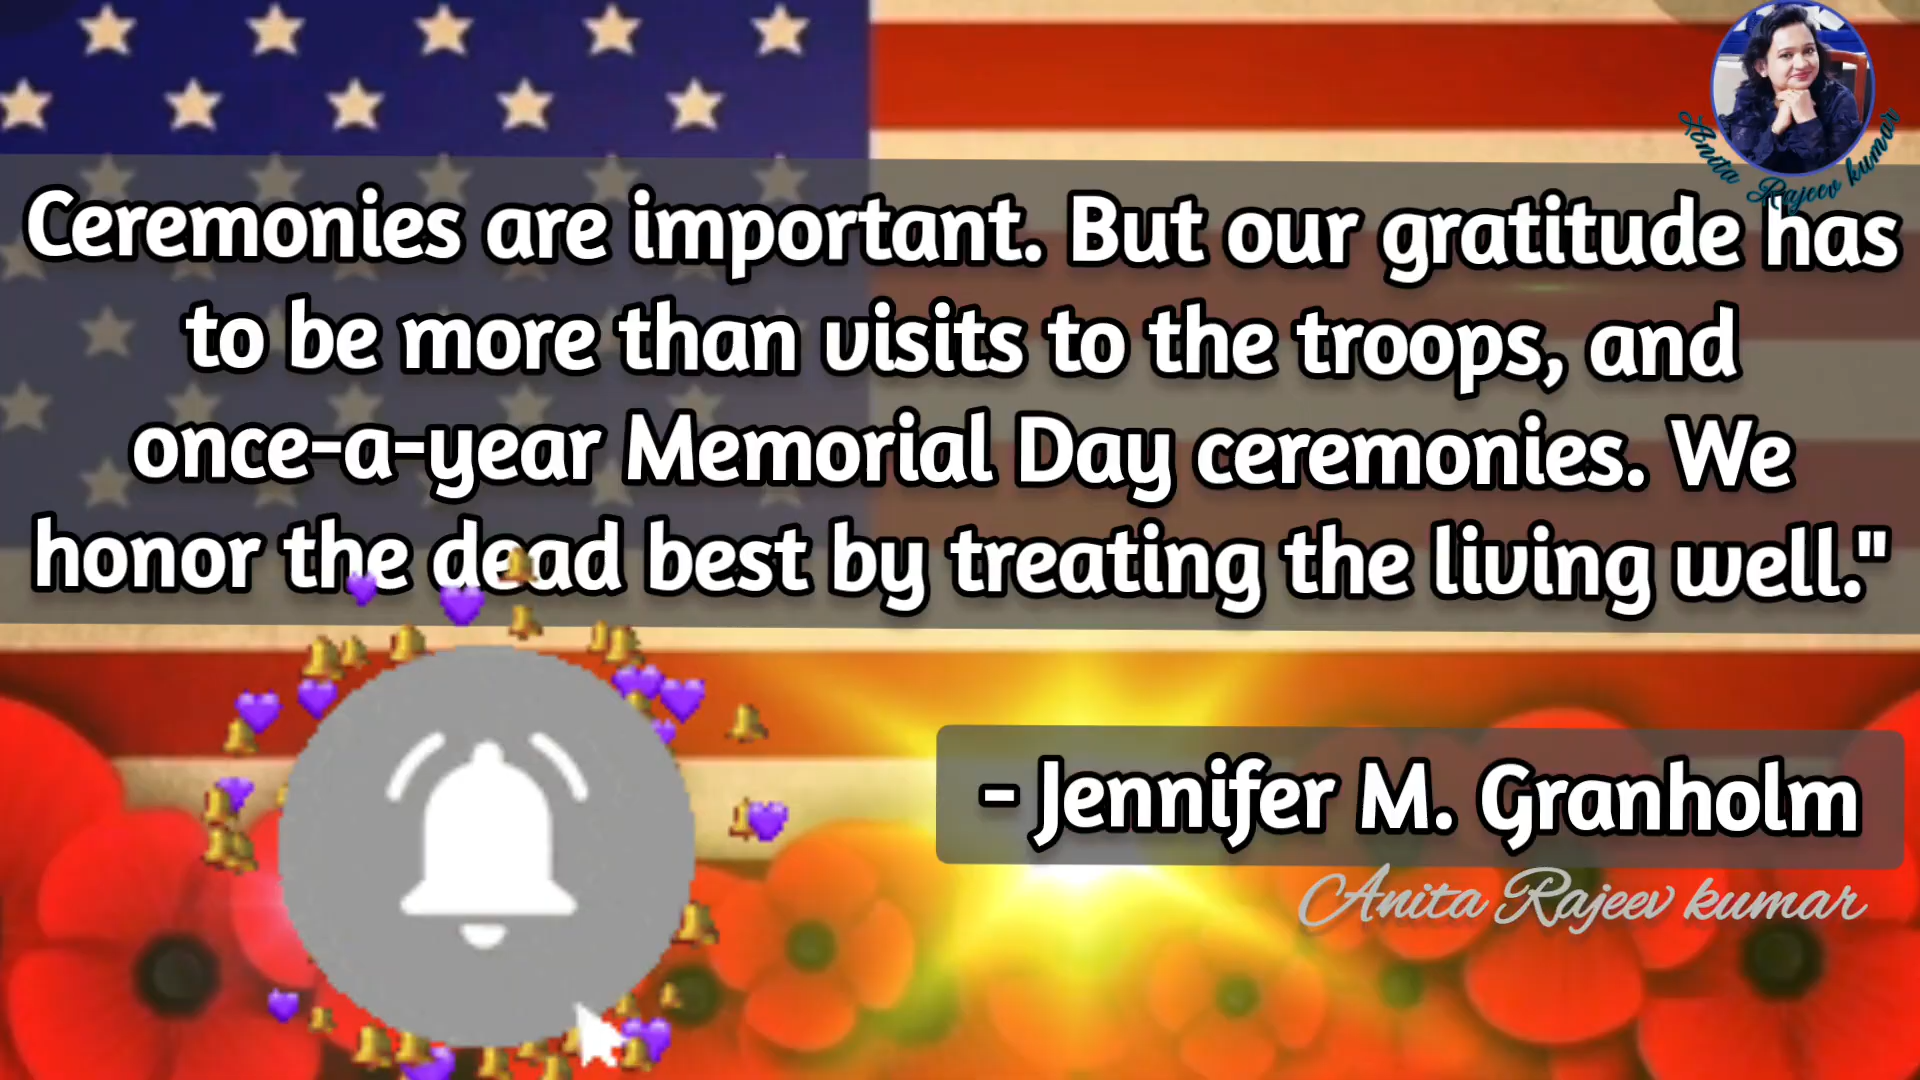 Anita Rajeev kumar
Ceremonies are important. But our gratitude has
to be more than visits to the troops, and
once-a-year Memorial Day ceremonies. We
honor the dead best by treating the living well."
- Jennifer M. Granholm
Anita Rajeev kumar